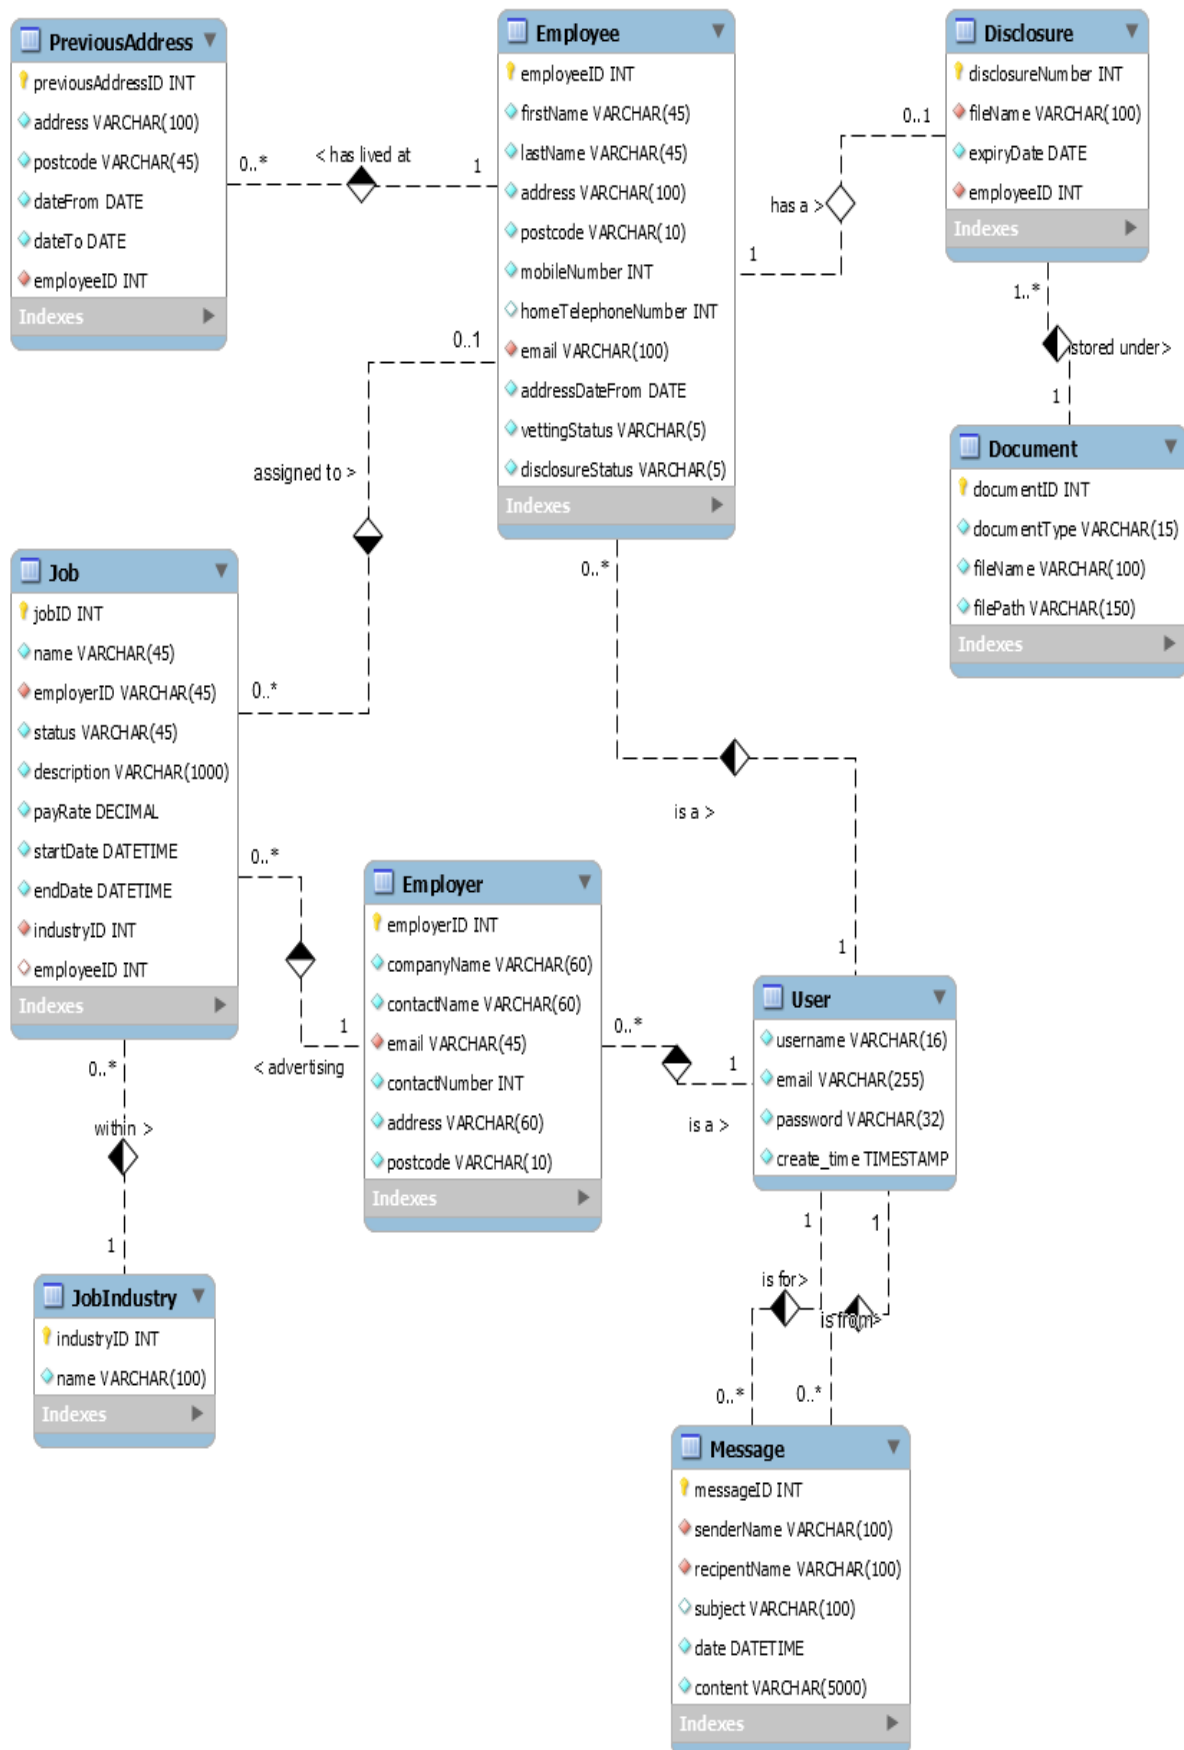 PreviousAddress
previousAddressID INT
address VARCHAR(100)
postcode VARCHAR(45)
dateFrom DATE
dateTo DATE
employeeID INT
Indexes
0..*
< has lived at
1
Employee
employeeID INT
firstName VARCHAR(45)
lastName VARCHAR(45)
address VARCHAR(100)
postcode VARCHAR(10)
mobileNumber INT
homeTelephoneNumber INT
email VARCHAR(100)
addressDateFrom DATE
vettingStatus VARCHAR(5)
disclosureStatus VARCHAR(5)
Indexes
0..1
has a >
1
Disclosure
disclosureNumber INT
fileName VARCHAR(100)
expiryDate DATE
employeeID INT
Indexes
1..*
stored under>
1
Document
documentID INT
documentType VARCHAR(15)
fileName VARCHAR(100)
filePath VARCHAR(150)
Indexes
0..1
assigned to >
0..*
Job
jobID INT
name VARCHAR(45)
employerID VARCHAR(45)
status VARCHAR(45)
description VARCHAR(1000)
payRate DECIMAL
startDate DATETIME
endDate DATETIME
industryID INT
employeeID INT
Indexes
0..*
is a >
1
0..*
1
< advertising
Employer
employerID INT
companyName VARCHAR(60)
contactName VARCHAR(60)
email VARCHAR(45)
contactNumber INT
address VARCHAR(60)
postcode VARCHAR(10)
Indexes
0..*
1
is a >
User
username VARCHAR(16)
email VARCHAR(255)
password VARCHAR(32)
create_time TIMESTAMP
0..*
within >
1
JobIndustry
industryID INT
name VARCHAR(100)
Indexes
1
1
is for>
is from>
0..*
0..*
Message
messageID INT
senderName VARCHAR(100)
recipentName VARCHAR(100)
subject VARCHAR(100)
date DATETIME
content VARCHAR(5000)
Indexes